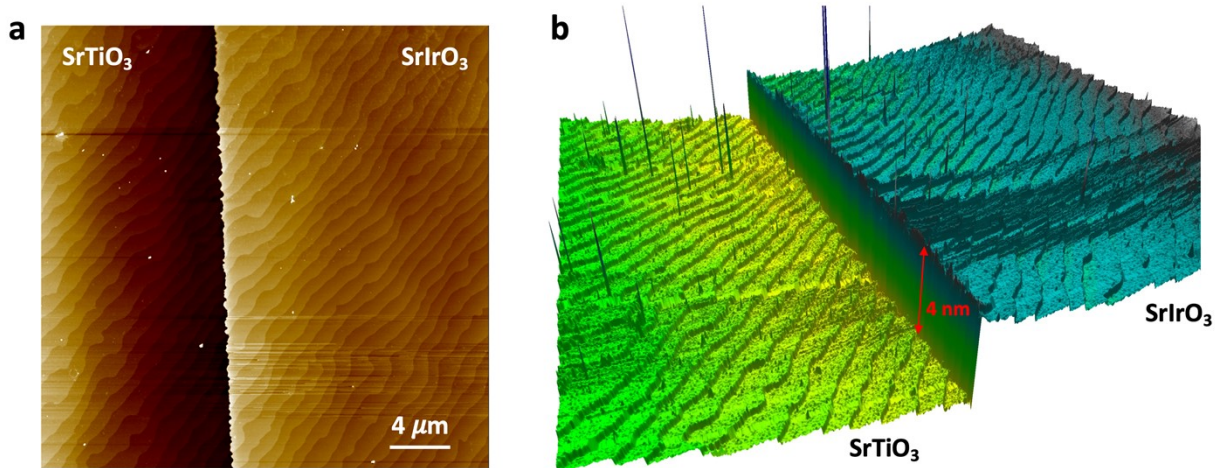 a
SrTiO₃
SrIrO₃
4 μm
b
4 nm
SrIrO₃
SrTiO₃